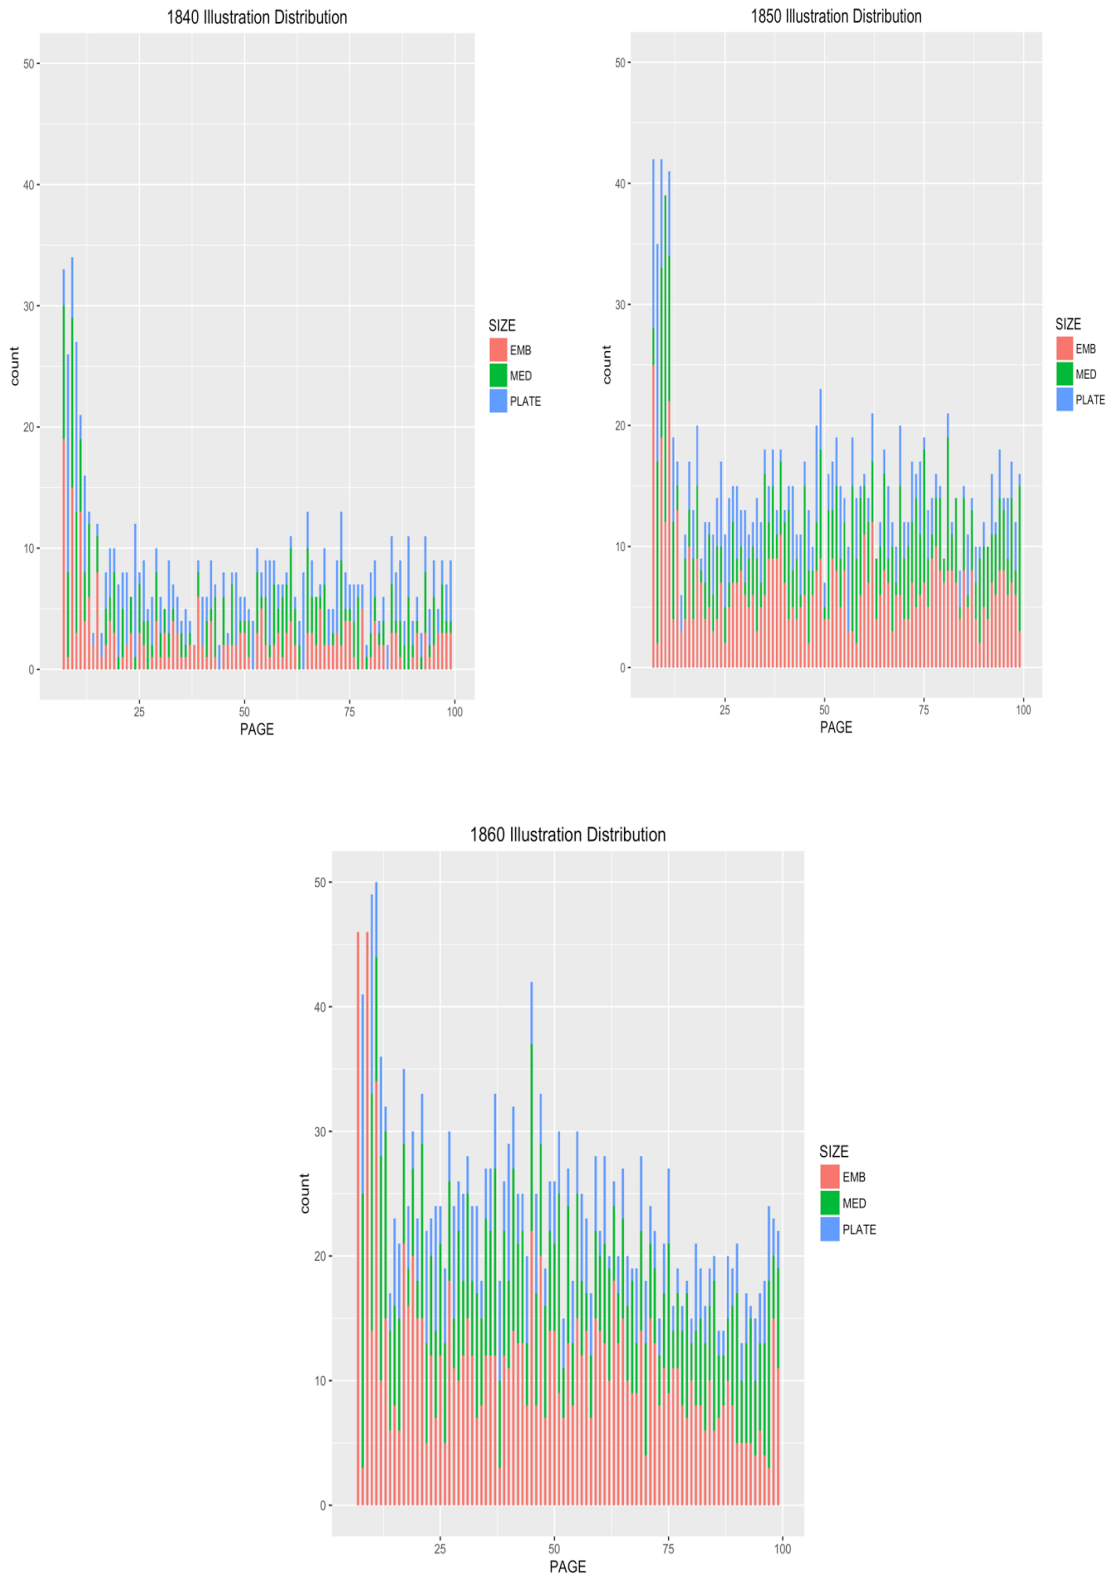 1840 Illustration Distribution
50
40
30
20
10
0
count
25
50
75
100
PAGE
SIZE
EMB
MED
PLATE
1850 Illustration Distribution
50
40
30
20
10
0
count
25
50
75
100
PAGE
SIZE
EMB
MED
PLATE
1860 Illustration Distribution
50
40
30
20
10
0
count
25
50
75
100
PAGE
SIZE
EMB
MED
PLATE